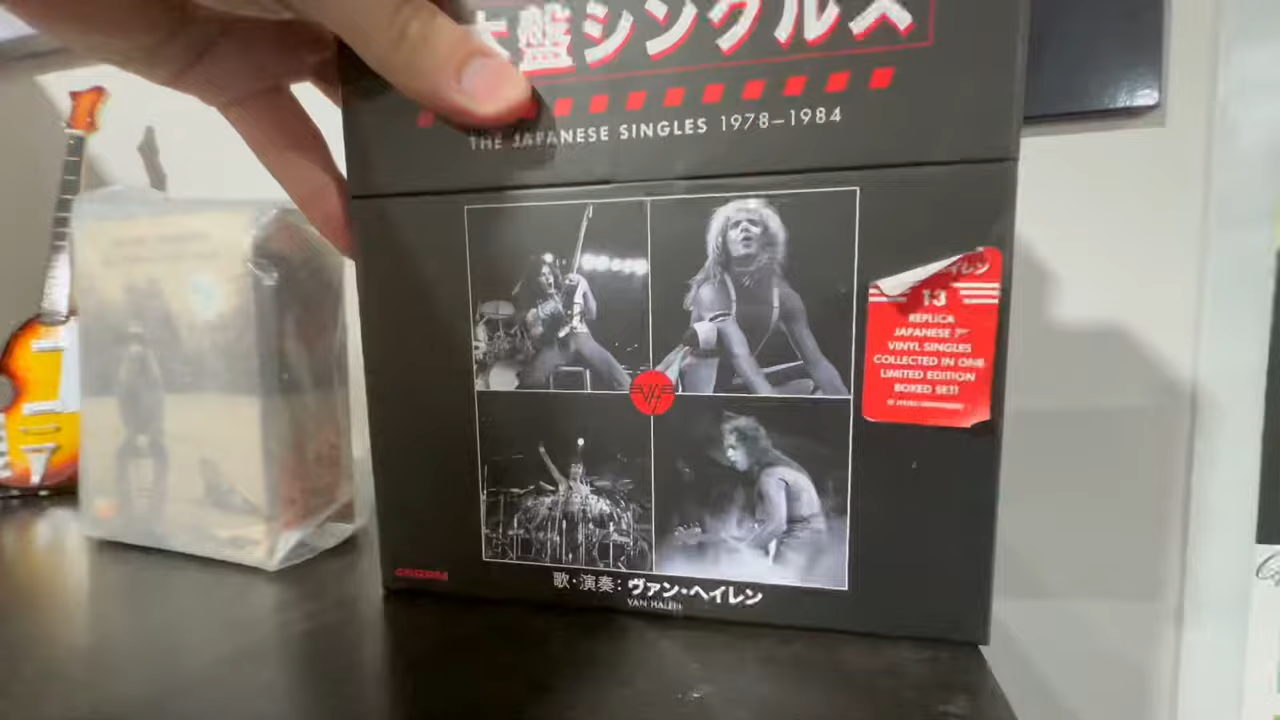 盤シングルス
THE JAPANESE SINGLES 1978–1984
13
REPLICA
JAPANESE 7"
VINYL SINGLES
COLLECTED IN ONE
LIMITED EDITION
BOXED SET!
歌・演奏：ヴァン・ヘイレン
VAN HALEN